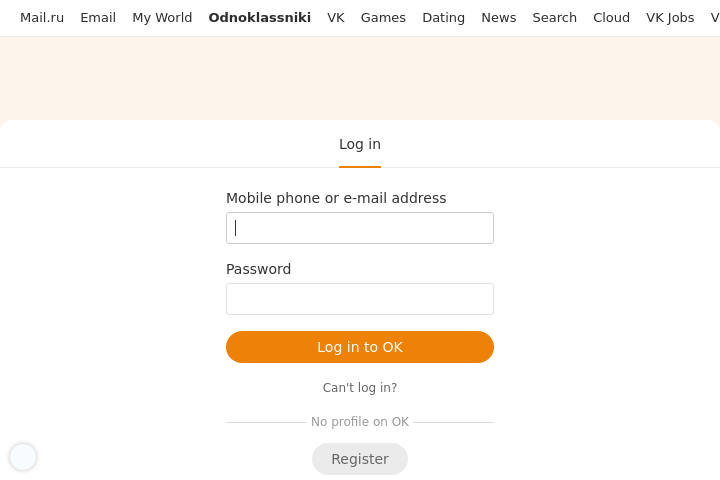 Mail.ru Email My World Odnoklassniki VK Games Dating News Search Cloud VK Jobs V
Log in
Mobile phone or e-mail address
Password
Log in to OK
Can't log in?
No profile on OK
Register